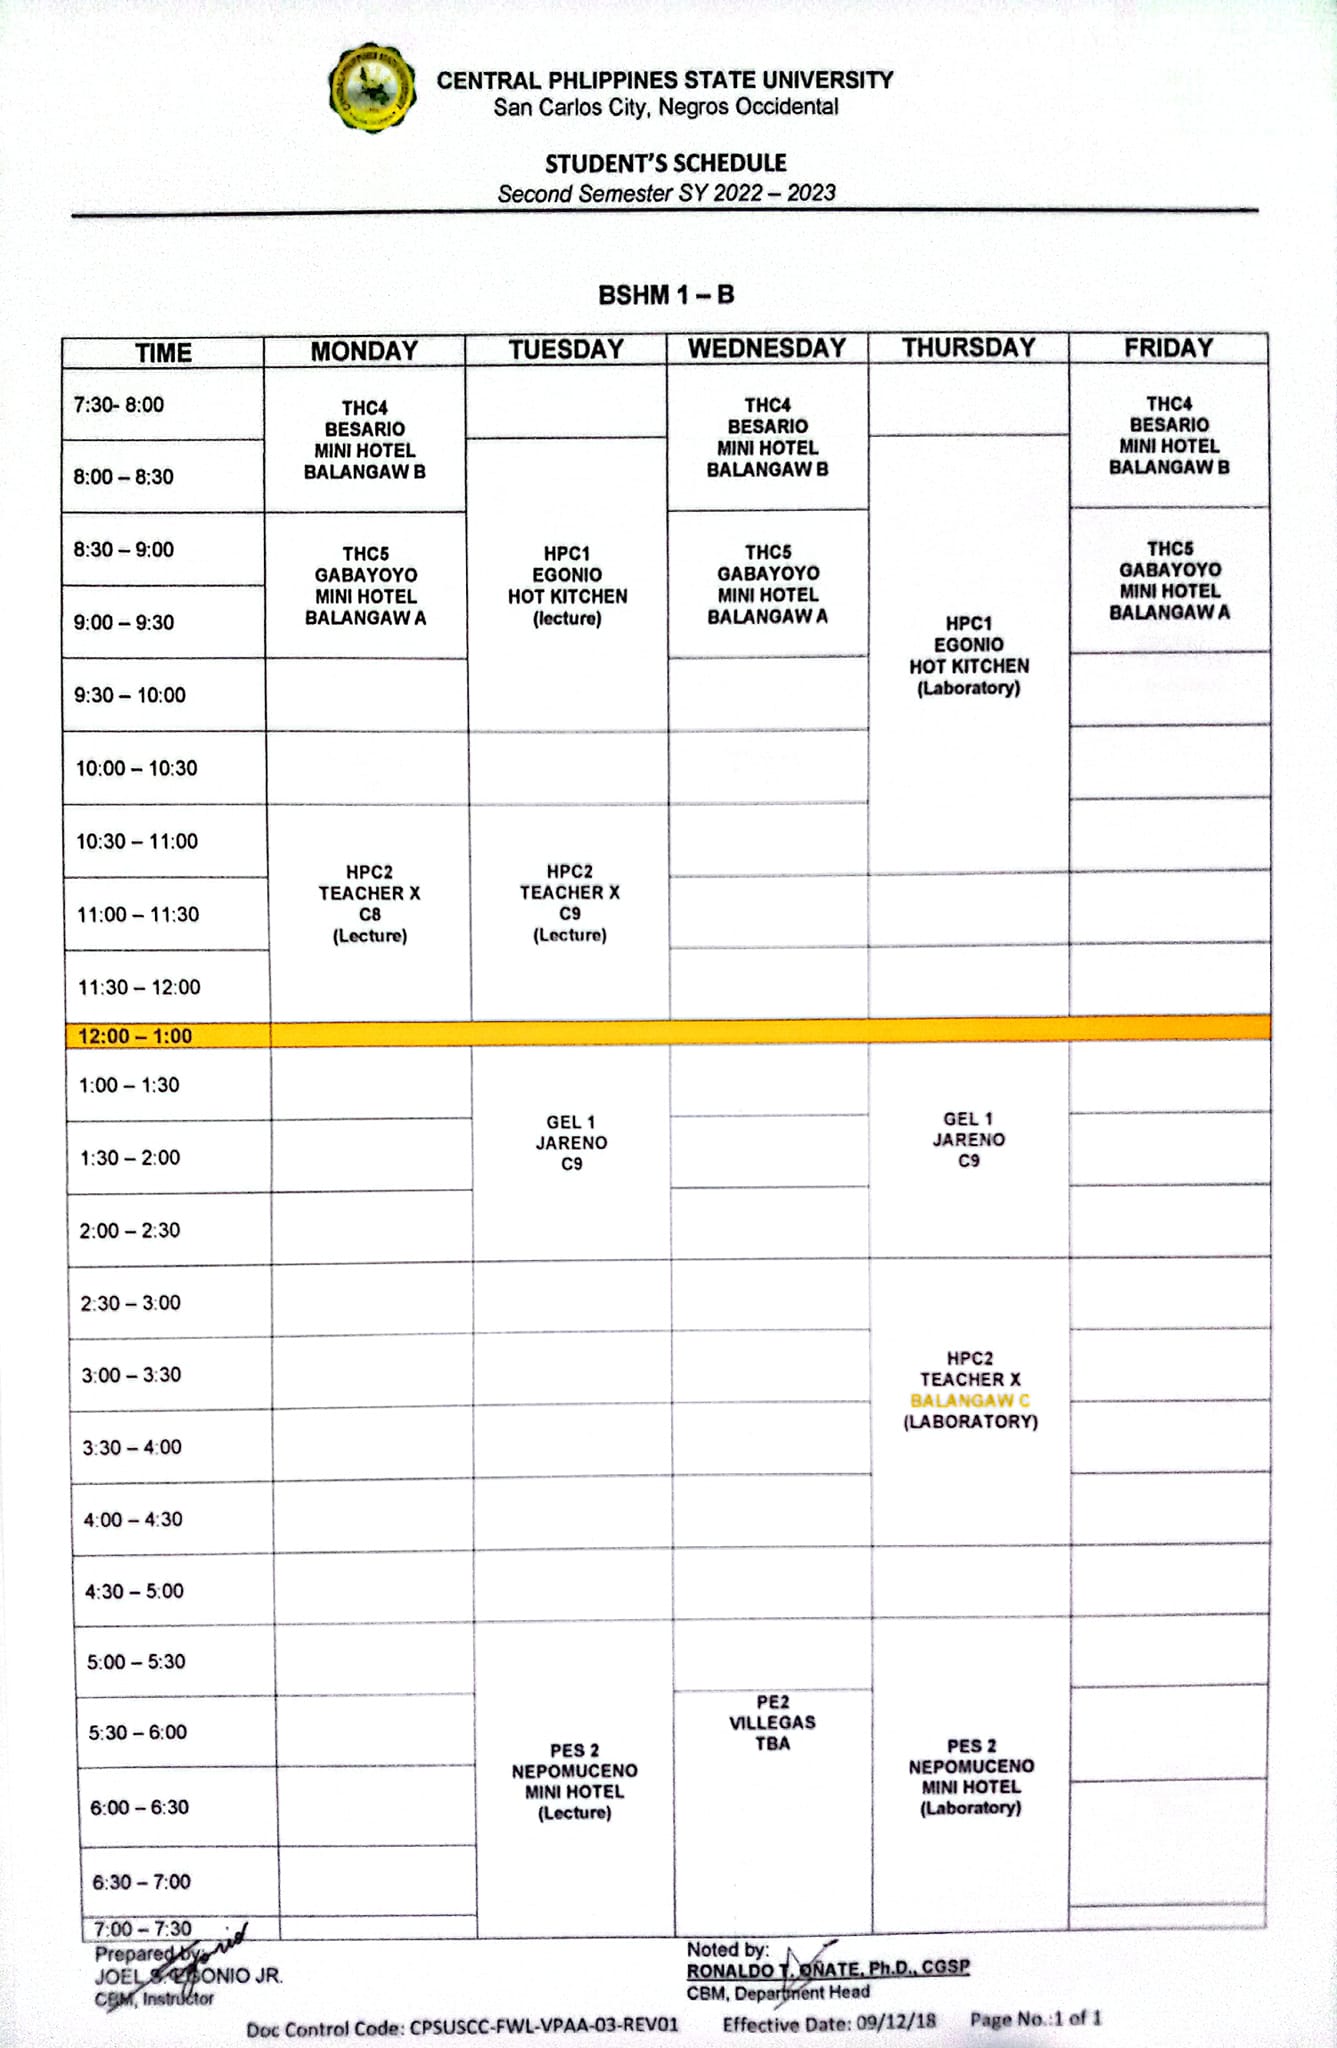 CENTRAL PHLIPPINES STATE UNIVERSITY
San Carlos City, Negros Occidental
STUDENT'S SCHEDULE
Second Semester SY 2022 – 2023
BSHM 1 – B
TIME MONDAY TUESDAY WEDNESDAY THURSDAY FRIDAY
7:30- 8:00
8:00 – 8:30
8:30 – 9:00
9:00 – 9:30
9:30 – 10:00
10:00 – 10:30
10:30 – 11:00
11:00 – 11:30
11:30 – 12:00
12:00 – 1:00
1:00 – 1:30
1:30 – 2:00
2:00 – 2:30
2:30 – 3:00
3:00 – 3:30
3:30 – 4:00
4:00 – 4:30
4:30 – 5:00
5:00 – 5:30
5:30 – 6:00
6:00 – 6:30
6:30 – 7:00
7:00 – 7:30
THC4
BESARIO
MINI HOTEL
BALANGAW B
THC5
GABAYOYO
MINI HOTEL
BALANGAW A
HPC2
TEACHER X
C8
(Lecture)
HPC1
EGONIO
HOT KITCHEN
(lecture)
HPC2
TEACHER X
C9
(Lecture)
GEL 1
JARENO
C9
PES 2
NEPOMUCENO
MINI HOTEL
(Lecture)
THC4
BESARIO
MINI HOTEL
BALANGAW B
THC5
GABAYOYO
MINI HOTEL
BALANGAW A
PE2
VILLEGAS
TBA
HPC1
EGONIO
HOT KITCHEN
(Laboratory)
GEL 1
JARENO
C9
HPC2
TEACHER X
BALANGAW C
(LABORATORY)
PES 2
NEPOMUCENO
MINI HOTEL
(Laboratory)
THC4
BESARIO
MINI HOTEL
BALANGAW B
THC5
GABAYOYO
MINI HOTEL
BALANGAW A
Prepared by:
JOEL S. EGONIO JR.
CBM, Instructor
Noted by:
RONALDO T. OÑATE, Ph.D., CGSP
CBM, Department Head
Doc Control Code: CPSUSCC-FWL-VPAA-03-REV01 Effective Date: 09/12/18 Page No.:1 of 1